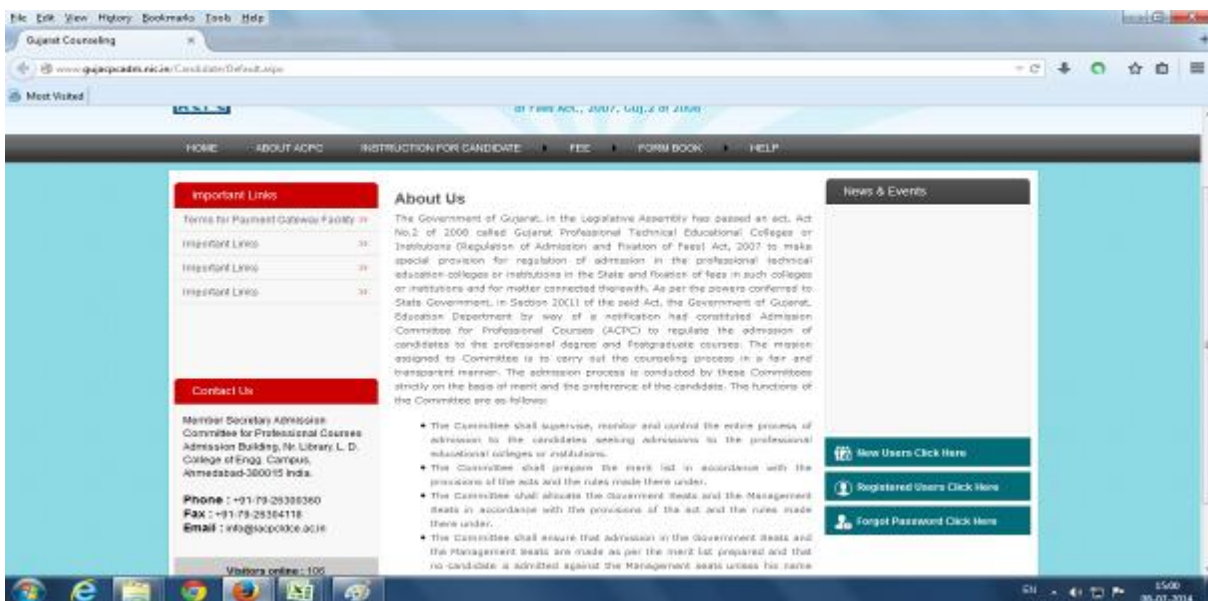 File Edit View History Bookmarks Tools Help
Gujarat Counseling
www.gujacpcadm.nic.in/Candidate/Default.aspx
Most Visited
of Fees Act., 2007, Guj.2 of 2008
HOME ABOUT ACPC INSTRUCTION FOR CANDIDATE FEE FORM BOOK HELP
Important Links
Terms for Payment Gateway Facility »
Important Links »
Important Links »
Important Links »
Contact Us
Member Secretary Admission
Committee for Professional Courses
Admission Building, Nr. Library, L. D.
College of Engg. Campus,
Ahmedabad-380015 India.
Phone :
Fax :
Email :
Visitors online : 106
About Us
The Government of Gujarat, in the Legislative Assembly has passed an act, Act
No.2 of 2008 called Gujarat Professional Technical Educational Colleges or
Institutions (Regulation of Admission and Fixation of Fees) Act, 2007 to make
special provision for regulation of admission in the professional technical
education colleges or institutions in the State and fixation of fees in such colleges
or institutions and for matter connected therewith. As per the powers conferred to
State Government, in Section 20(1) of the said Act, the Government of Gujarat,
Education Department by way of a notification had constituted Admission
Committee for Professional Courses (ACPC) to regulate the admission of
candidates to the professional degree and Postgraduate courses. The mission
assigned to Committee is to carry out the counseling process in a fair and
transparent manner. The admission process is conducted by these Committees
strictly on the basis of merit and the preference of the candidate. The functions of
the Committee are as follows:
• The Committee shall supervise, monitor and control the entire process of
admission to the candidates seeking admissions to the professional
educational colleges or institutions.
• The Committee shall prepare the merit list in accordance with the
provisions of the acts and the rules made there under.
• The Committee shall allocate the Government Seats and the Management
Seats in accordance with the provisions of the act and the rules made
there under.
• The Committee shall ensure that admission in the Government Seats and
the Management Seats are made as per the merit list prepared and that
no candidate is admitted against the Management seats unless his name
News & Events
New Users Click Here
Registered Users Click Here
Forgot Password Click Here
EN
15:00